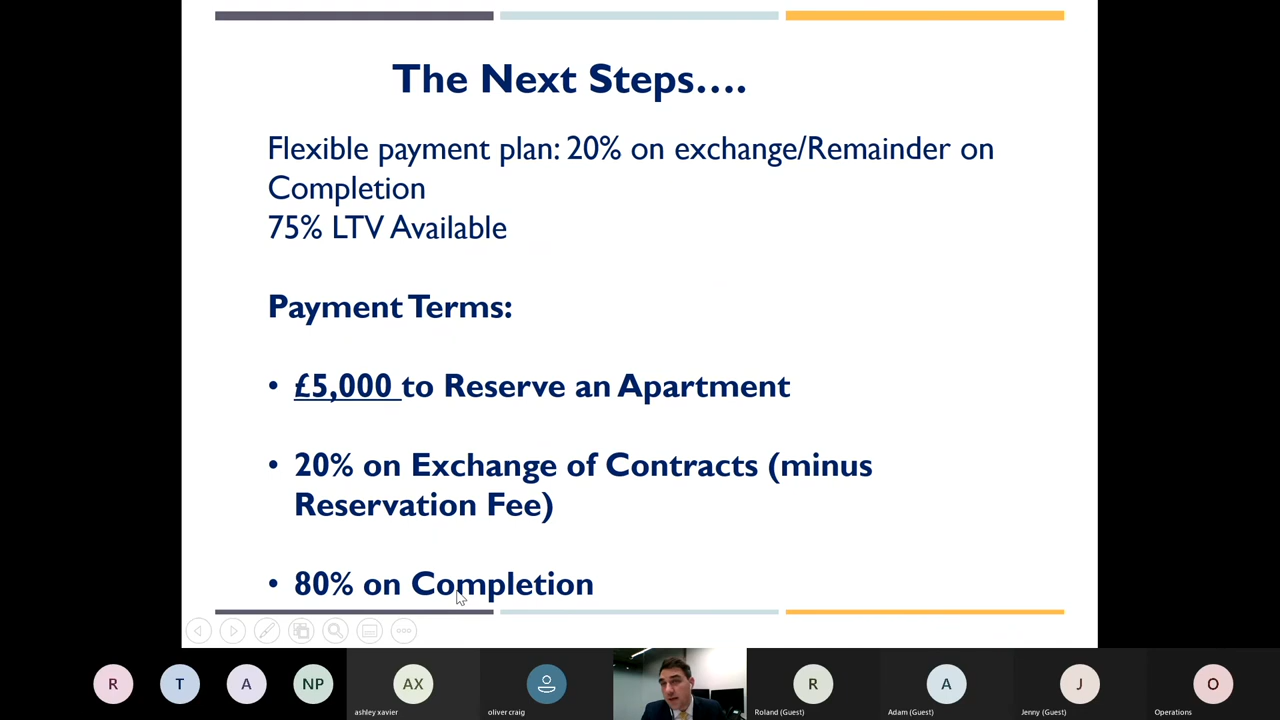 The Next Steps….
Flexible payment plan: 20% on exchange/Remainder on
Completion
75% LTV Available
Payment Terms:
• £5,000 to Reserve an Apartment
• 20% on Exchange of Contracts (minus
Reservation Fee)
• 80% on Completion
R
T
A
NP
AX
R
A
J
O
ashley xavier
oliver craig
Roland (Guest)
Adam (Guest)
Jenny (Guest)
Operations